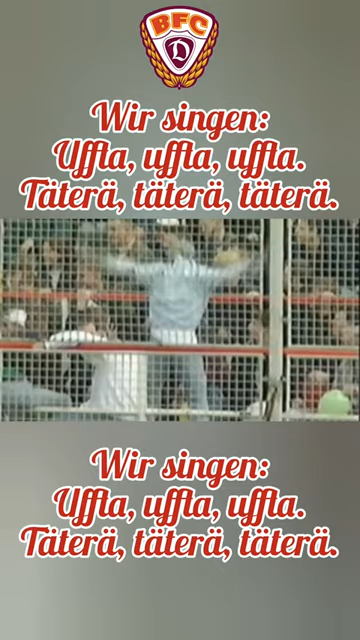 BFC
D
Wir singen:
Uffta, uffta, uffta.
Täterä, täterä, täterä.
Wir singen:
Uffta, uffta, uffta.
Täterä, täterä, täterä.